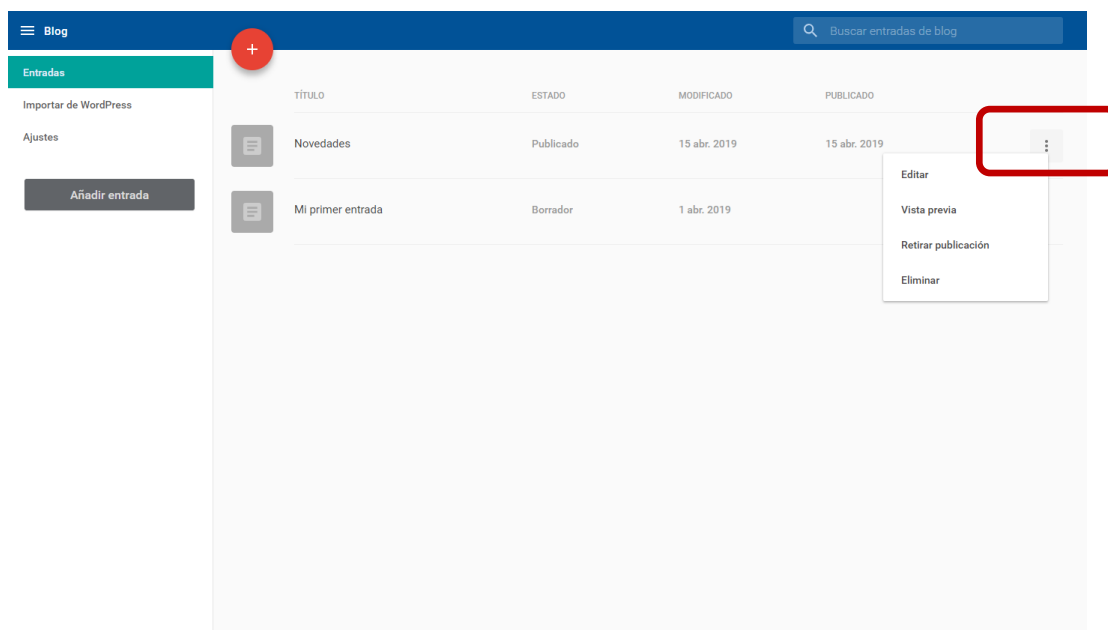 Blog
Buscar entradas de blog
Entradas
Importar de WordPress
Ajustes
Añadir entrada
TÍTULO ESTADO MODIFICADO PUBLICADO
Novedades Publicado 15 abr. 2019 15 abr. 2019
Mi primer entrada Borrador 1 abr. 2019
Editar
Vista previa
Retirar publicación
Eliminar